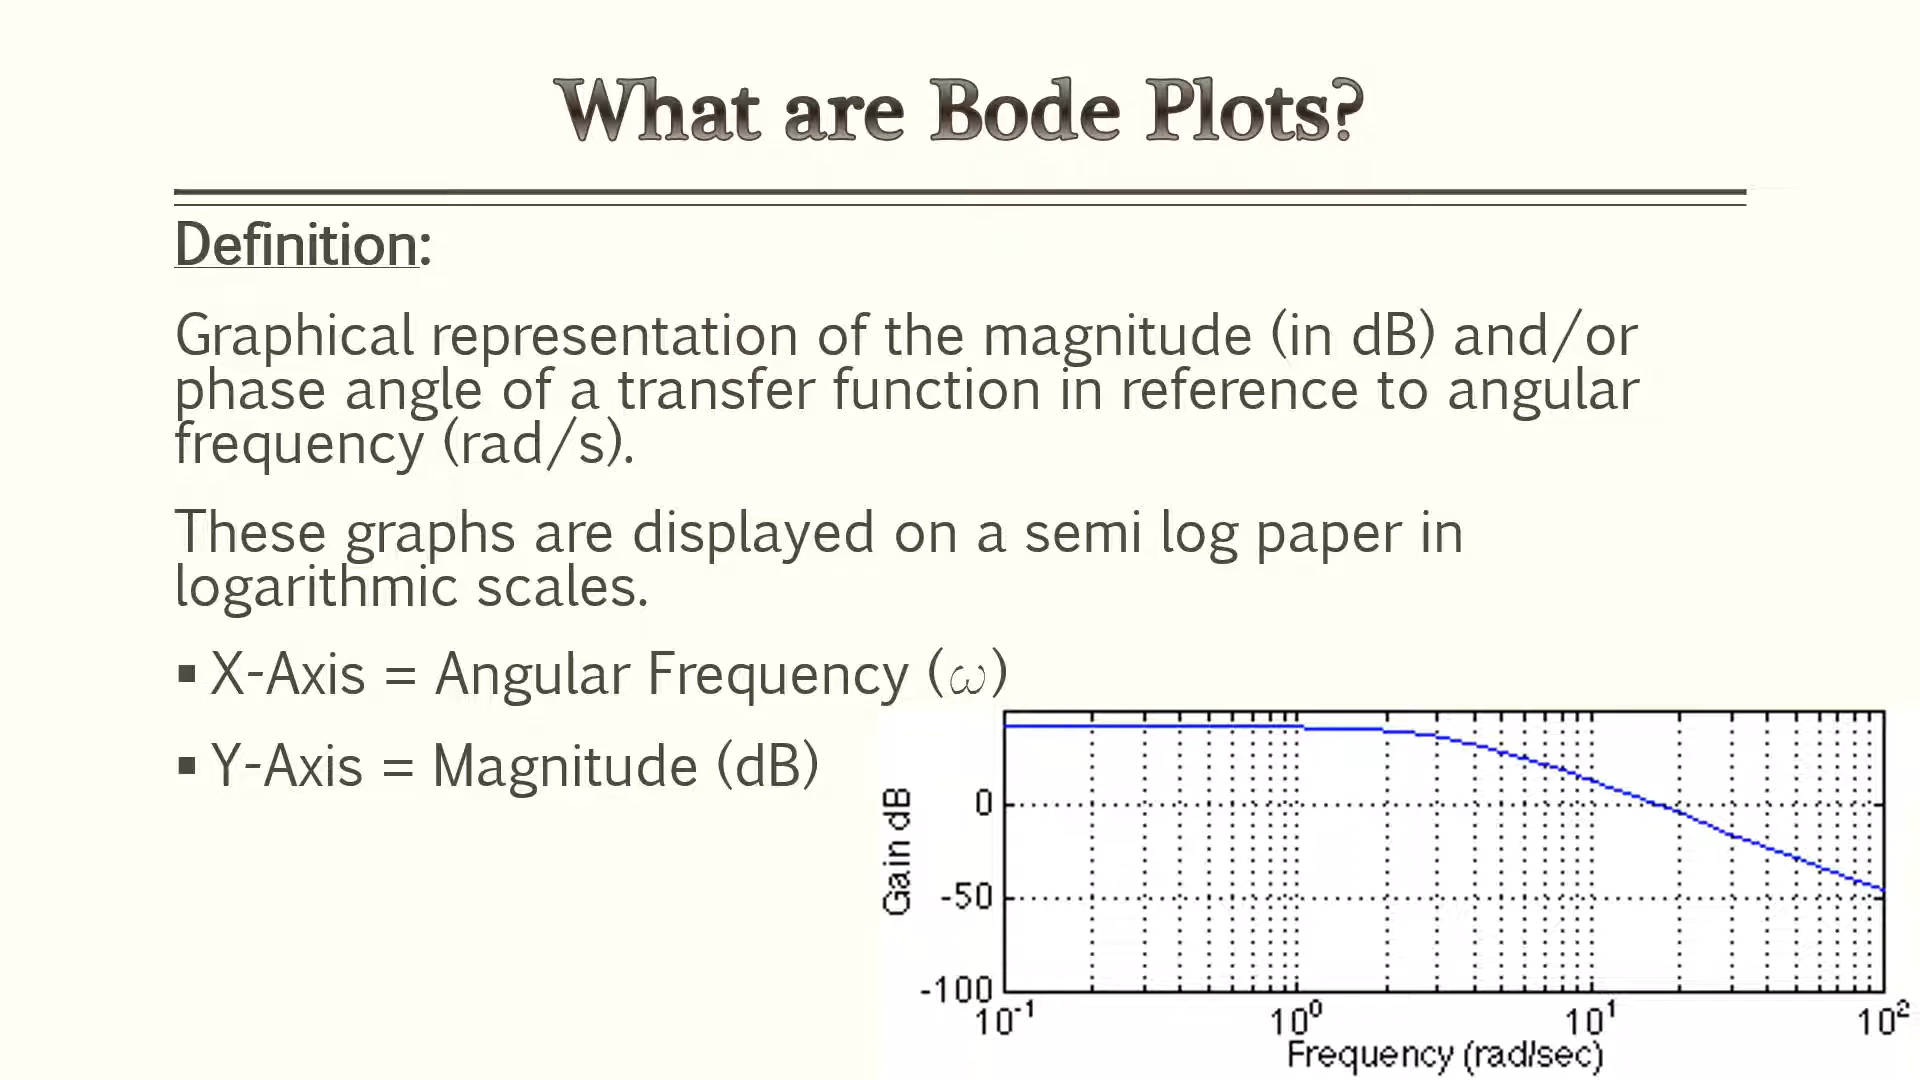 What are Bode Plots?
Definition:
Graphical representation of the magnitude (in dB) and/or
phase angle of a transfer function in reference to angular
frequency (rad/s).
These graphs are displayed on a semi log paper in
logarithmic scales.
▪ X-Axis = Angular Frequency (ω)
▪ Y-Axis = Magnitude (dB)
Gain dB
0
-50
-100
10⁻¹ 10⁰ 10¹ 10²
Frequency (rad/sec)